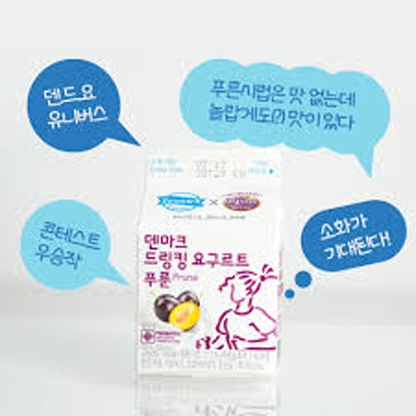 덴드요
유니버스
푸룬시럽은 맛 없는데
놀랍게도(?) 맛이 있다
콘테스트
우승작
소화가
기대된다!
Denmark
×
덴마크
드링킹 요구르트
푸룬 Prune